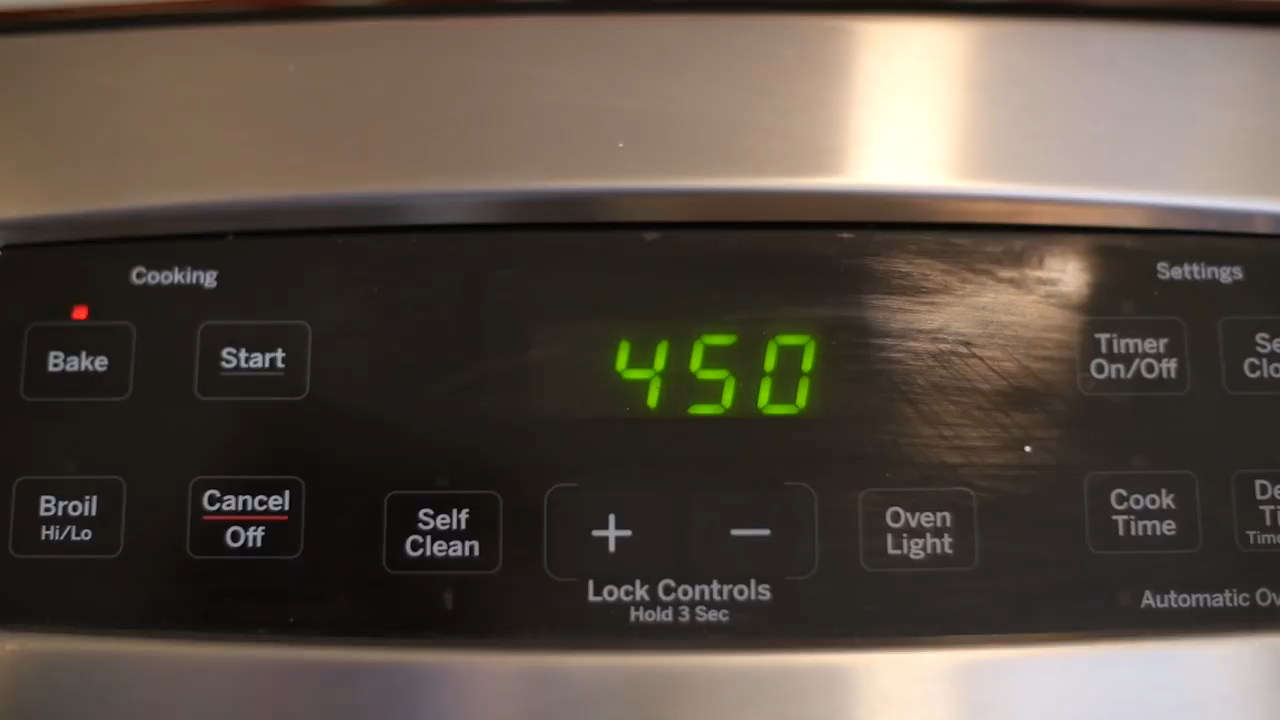 Cooking
Settings
Bake
Start
450
Timer
On/Off
Broil
Hi/Lo
Cancel
Off
Self
Clean
+ −
Lock Controls
Hold 3 Sec
Oven
Light
Cook
Time
Automatic